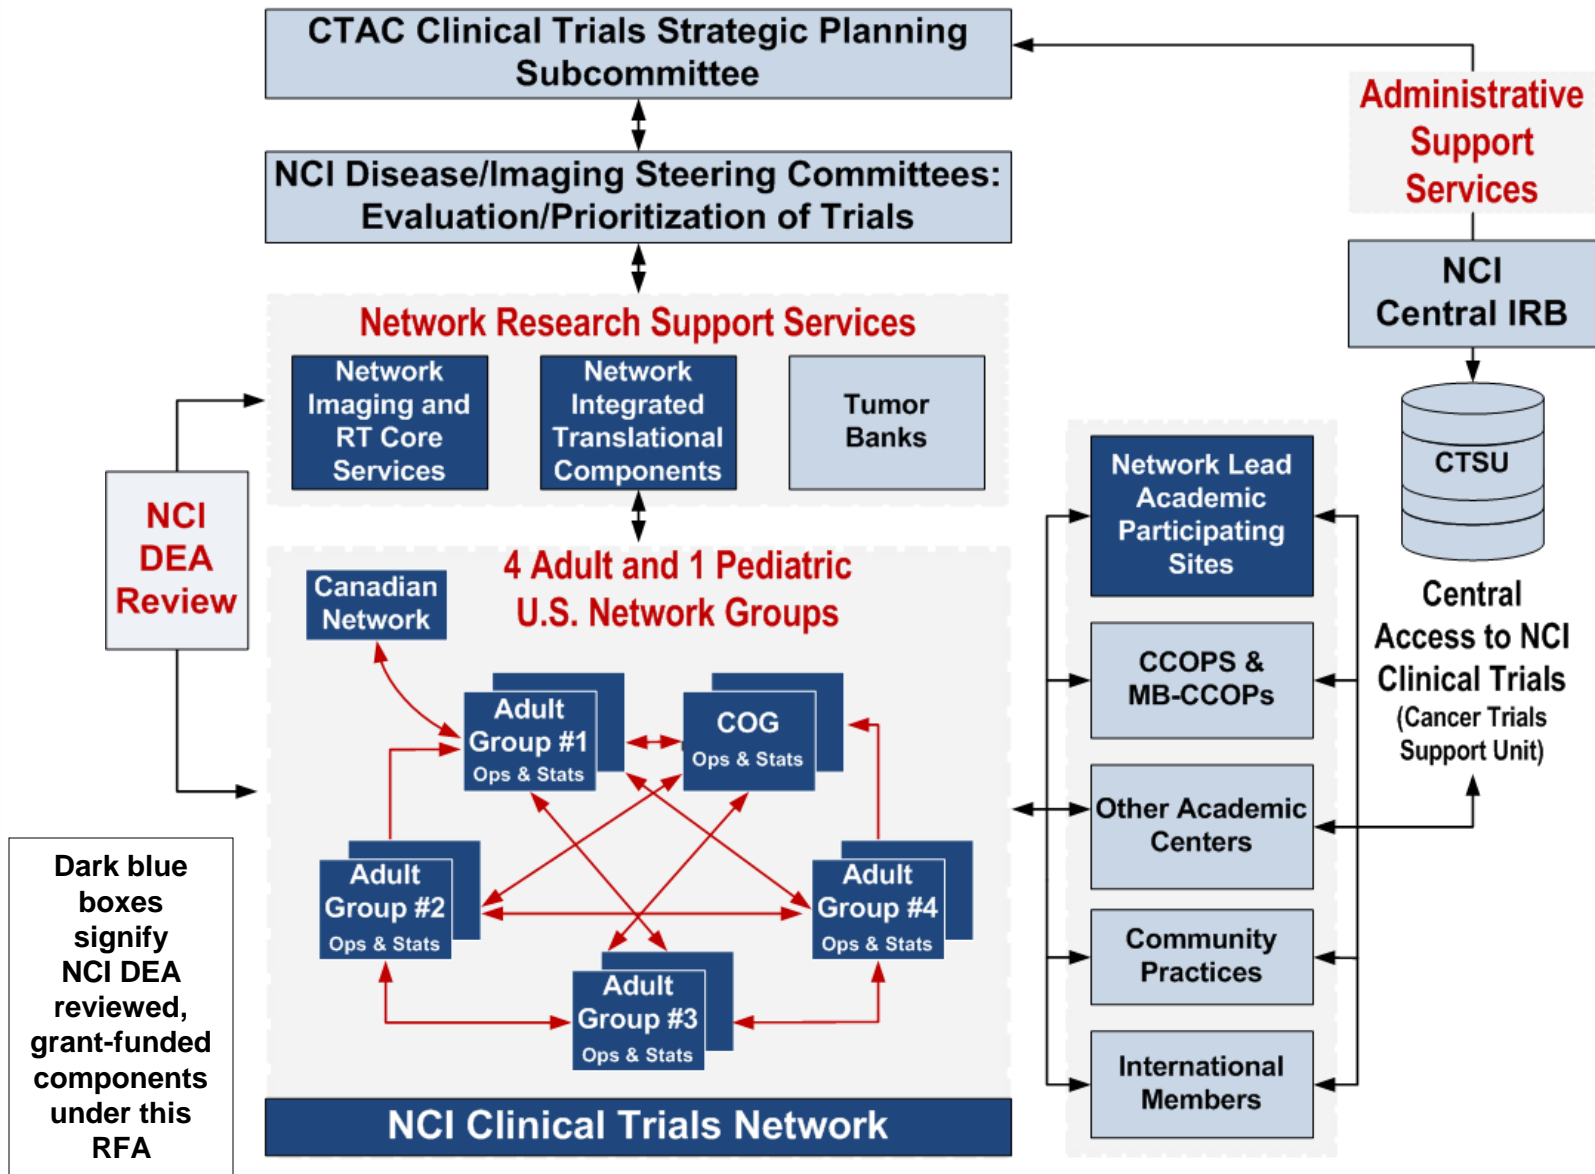 CTAC Clinical Trials Strategic Planning
Subcommittee
NCI Disease/Imaging Steering Committees:
Evaluation/Prioritization of Trials
Network Research Support Services
Network
Imaging and
RT Core
Services
Network
Integrated
Translational
Components
Tumor
Banks
NCI
DEA
Review
4 Adult and 1 Pediatric
U.S. Network Groups
Canadian
Network
Adult
Group #1
Ops & Stats
COG
Ops & Stats
Adult
Group #2
Ops & Stats
Adult
Group #4
Ops & Stats
Adult
Group #3
Ops & Stats
NCI Clinical Trials Network
Dark blue
boxes
signify
NCI DEA
reviewed,
grant-funded
components
under this
RFA
Network Lead
Academic
Participating
Sites
CCOPS &
MB-CCOPs
Other Academic
Centers
Community
Practices
International
Members
Administrative
Support
Services
NCI
Central IRB
CTSU
Central
Access to NCI
Clinical Trials
(Cancer Trials
Support Unit)